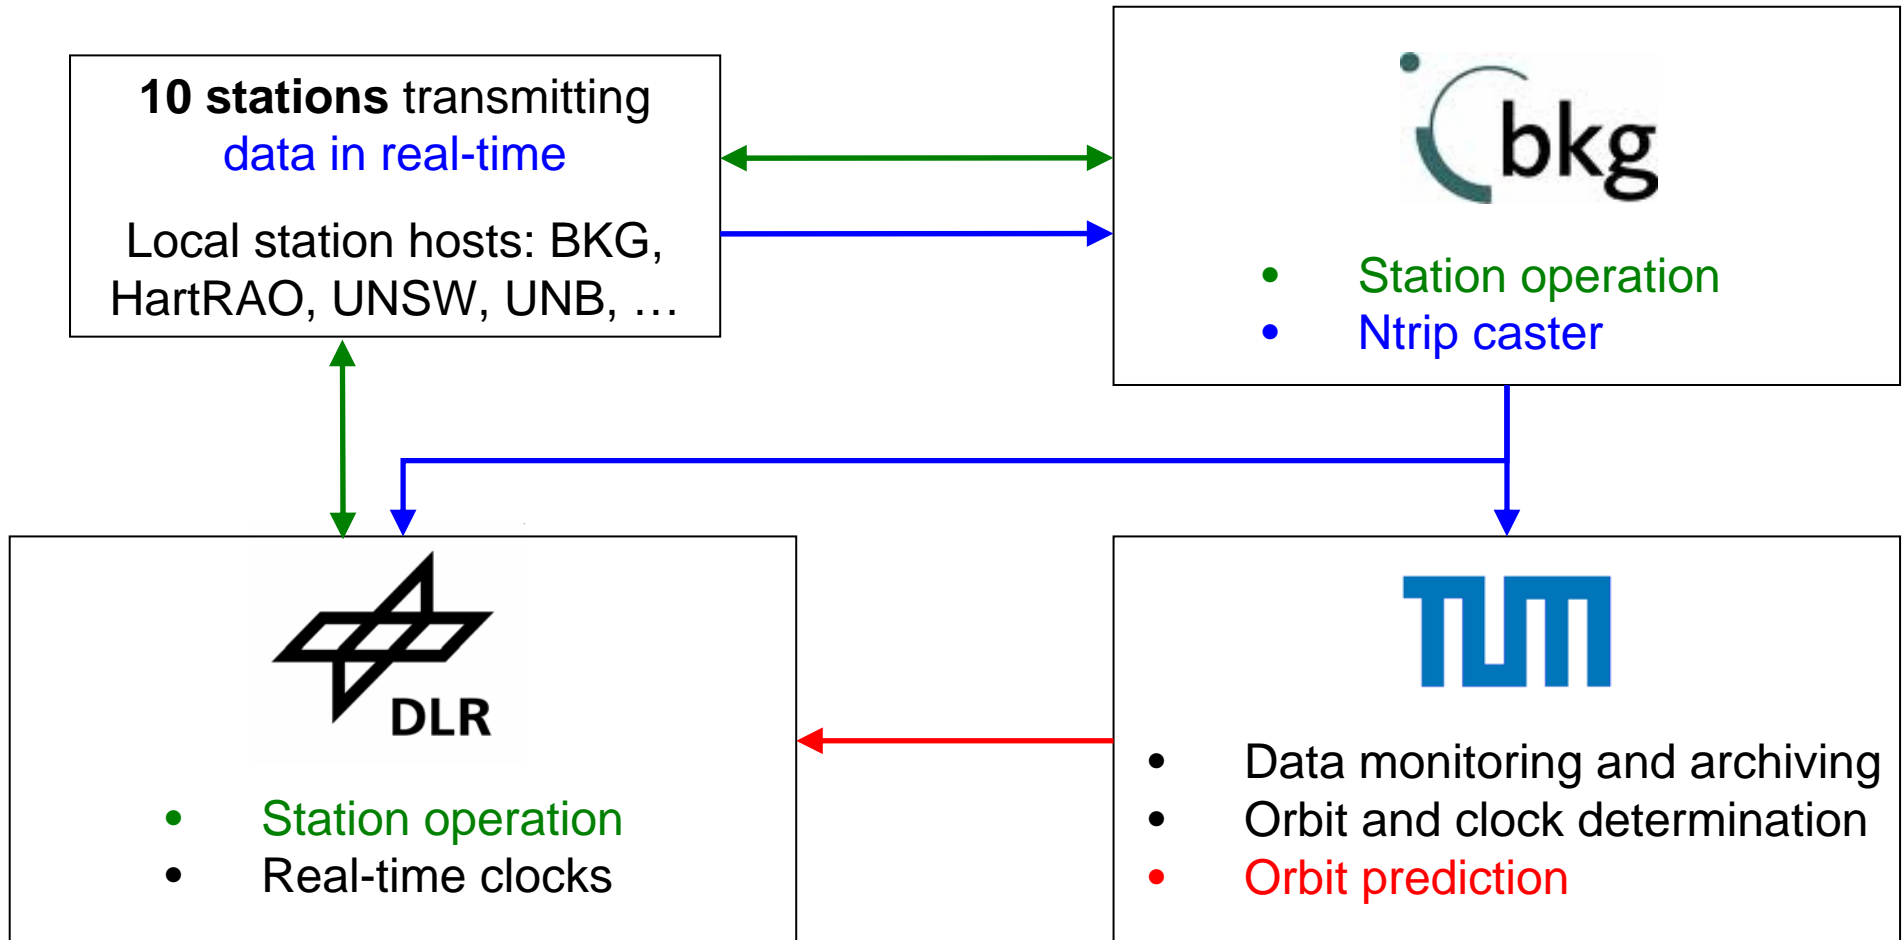 10 stations transmitting
data in real-time
Local station hosts: BKG,
HartRAO, UNSW, UNB, …
bkg
• Station operation
• Ntrip caster
DLR
• Station operation
• Real-time clocks
TUM
• Data monitoring and archiving
• Orbit and clock determination
• Orbit prediction